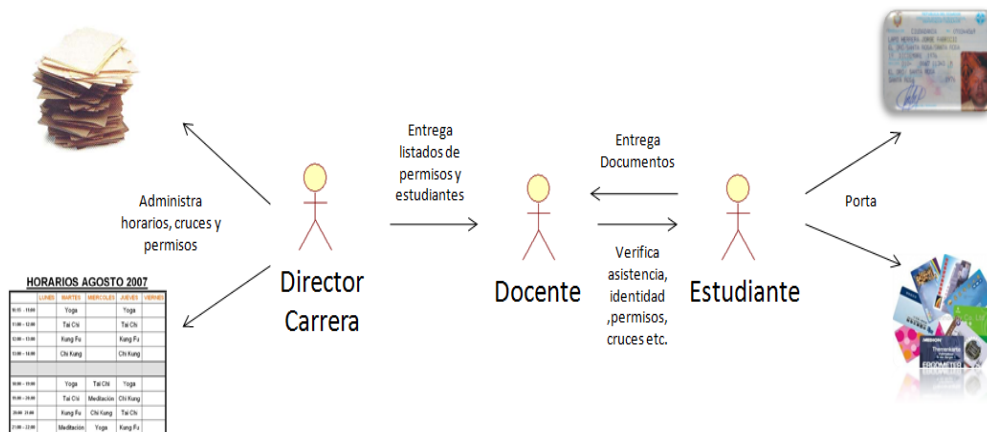 Entrega
listados de
permisos y
estudiantes
Entrega
Documentos
Administra
horarios, cruces y
permisos
Porta
Director
Carrera
Docente
Estudiante
Verifica
asistencia,
identidad
,permisos,
cruces etc.
HORARIOS AGOSTO 2007
LUNES MARTES MIERCOLES JUEVES VIERNES
Yoga Yoga
Tai Chi Tai Chi
Kung Fu Kung Fu
Chi Kung Chi Kung
Yoga Tai Chi Yoga
Tai Chi Meditación Chi Kung
Kung Fu Chi Kung Tai Chi
Meditación Yoga Kung Fu
ERGOMETER